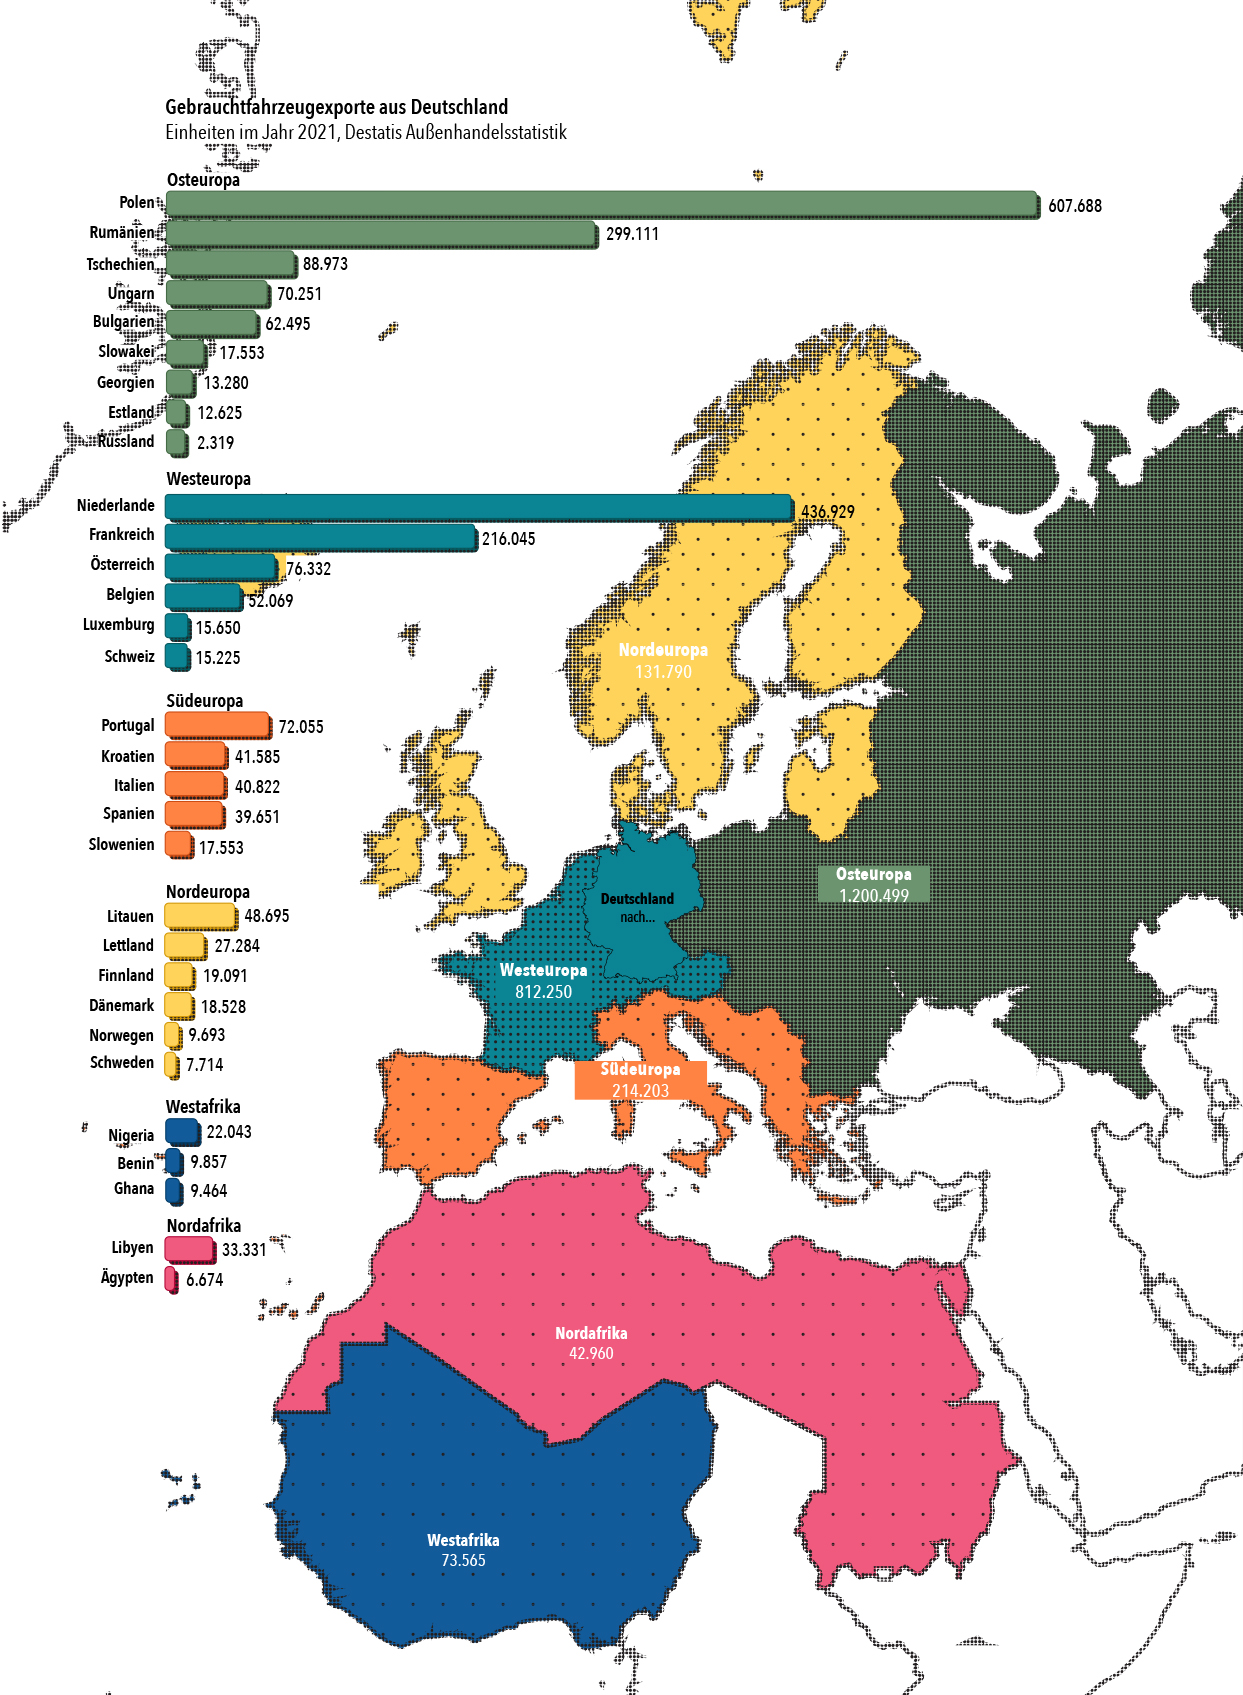 Gebrauchtfahrzeugexporte aus Deutschland
Einheiten im Jahr 2021, Destatis Außenhandelsstatistik
Osteuropa
Polen 607.688
Rumänien 299.111
Tschechien 88.973
Ungarn 70.251
Bulgarien 62.495
Slowakei 17.553
Georgien 13.280
Estland 12.625
Russland 2.319
Westeuropa
Niederlande 436.929
Frankreich 216.045
Österreich 76.332
Belgien 52.069
Luxemburg 15.650
Schweiz 15.225
Südeuropa
Portugal 72.055
Kroatien 41.585
Italien 40.822
Spanien 39.651
Slowenien 17.553
Nordeuropa
Litauen 48.695
Lettland 27.284
Finnland 19.091
Dänemark 18.528
Norwegen 9.693
Schweden 7.714
Westafrika
Nigeria 22.043
Benin 9.857
Ghana 9.464
Nordafrika
Libyen 33.331
Ägypten 6.674
Nordeuropa
131.790
Osteuropa
1.200.499
Deutschland
nach...
Westeuropa
812.250
Südeuropa
214.203
Nordafrika
42.960
Westafrika
73.565